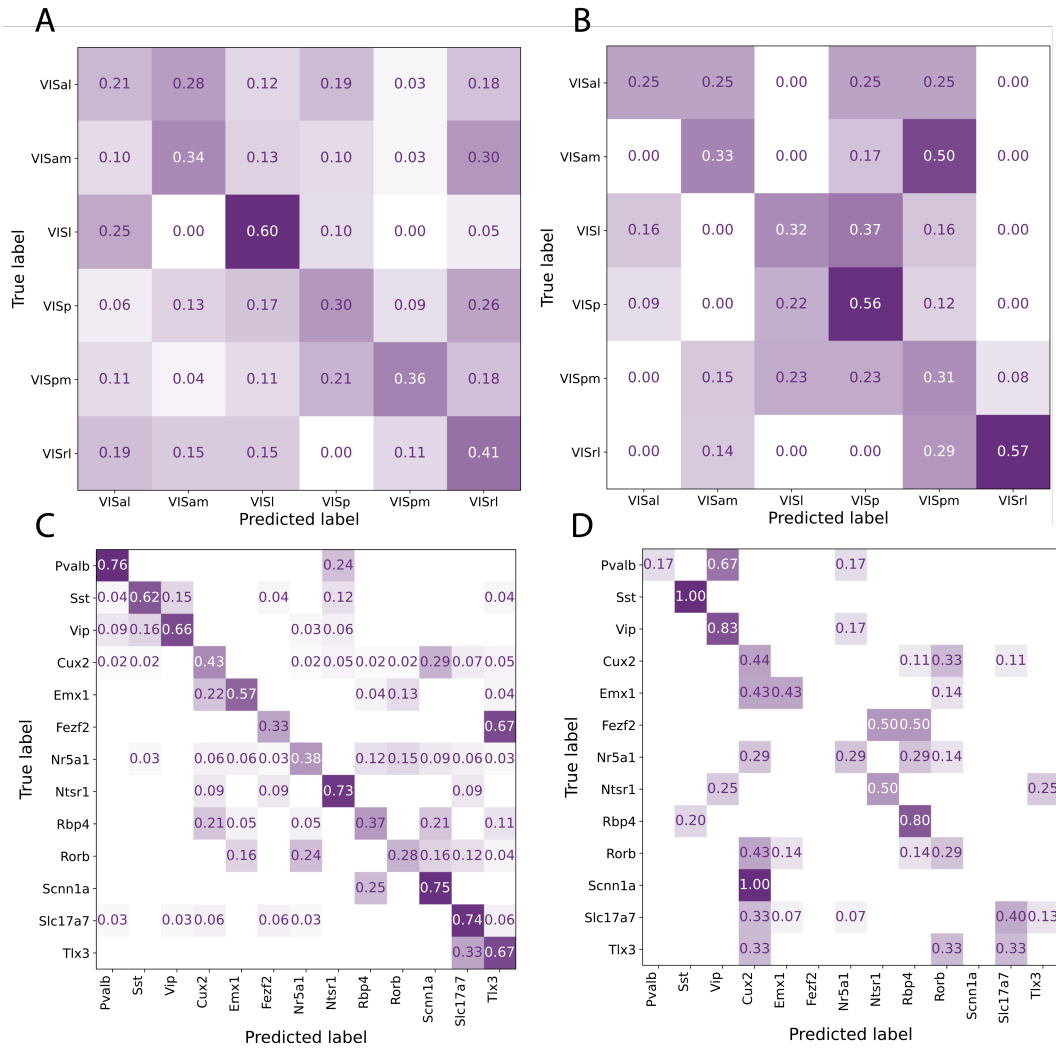 A
B
VISal 0.21 0.28 0.12 0.19 0.03 0.18
VISam 0.10 0.34 0.13 0.10 0.03 0.30
VISl 0.25 0.00 0.60 0.10 0.00 0.05
VISp 0.06 0.13 0.17 0.30 0.09 0.26
VISpm 0.11 0.04 0.11 0.21 0.36 0.18
VISrl 0.19 0.15 0.15 0.00 0.11 0.41
True label
VISal VISam VISl VISp VISpm VISrl
Predicted label
VISal 0.25 0.25 0.00 0.25 0.25 0.00
VISam 0.00 0.33 0.00 0.17 0.50 0.00
VISl 0.16 0.00 0.32 0.37 0.16 0.00
VISp 0.09 0.00 0.22 0.56 0.12 0.00
VISpm 0.00 0.15 0.23 0.23 0.31 0.08
VISrl 0.00 0.14 0.00 0.00 0.29 0.57
True label
VISal VISam VISl VISp VISpm VISrl
Predicted label
C
D
Pvalb 0.76 0.24
Sst 0.04 0.62 0.15 0.04 0.12 0.04
Vip 0.09 0.16 0.66 0.03 0.06
Cux2 0.02 0.02 0.43 0.02 0.05 0.02 0.02 0.29 0.07 0.05
Emx1 0.22 0.57 0.04 0.13 0.04
Fezf2 0.33 0.67
Nr5a1 0.03 0.06 0.06 0.03 0.38 0.12 0.15 0.09 0.06 0.03
Ntsr1 0.09 0.09 0.73 0.09
Rbp4 0.21 0.05 0.05 0.37 0.21 0.11
Rorb 0.16 0.24 0.28 0.16 0.12 0.04
Scnn1a 0.25 0.75
Slc17a7 0.03 0.03 0.06 0.06 0.03 0.74 0.06
Tlx3 0.33 0.67
True label
Pvalb Sst Vip Cux2 Emx1 Fezf2 Nr5a1 Ntsr1 Rbp4 Rorb Scnn1a Slc17a7 Tlx3
Predicted label
Pvalb 0.17 0.67 0.17
Sst 1.00
Vip 0.83 0.17
Cux2 0.44 0.11 0.33 0.11
Emx1 0.43 0.43 0.14
Fezf2 0.50 0.50
Nr5a1 0.29 0.29 0.29 0.14
Ntsr1 0.25 0.50 0.25
Rbp4 0.20 0.80
Rorb 0.43 0.14 0.14 0.29
Scnn1a 1.00
Slc17a7 0.33 0.07 0.07 0.40 0.13
Tlx3 0.33 0.33 0.33
True label
Pvalb Sst Vip Cux2 Emx1 Fezf2 Nr5a1 Ntsr1 Rbp4 Rorb Scnn1a Slc17a7 Tlx3
Predicted label